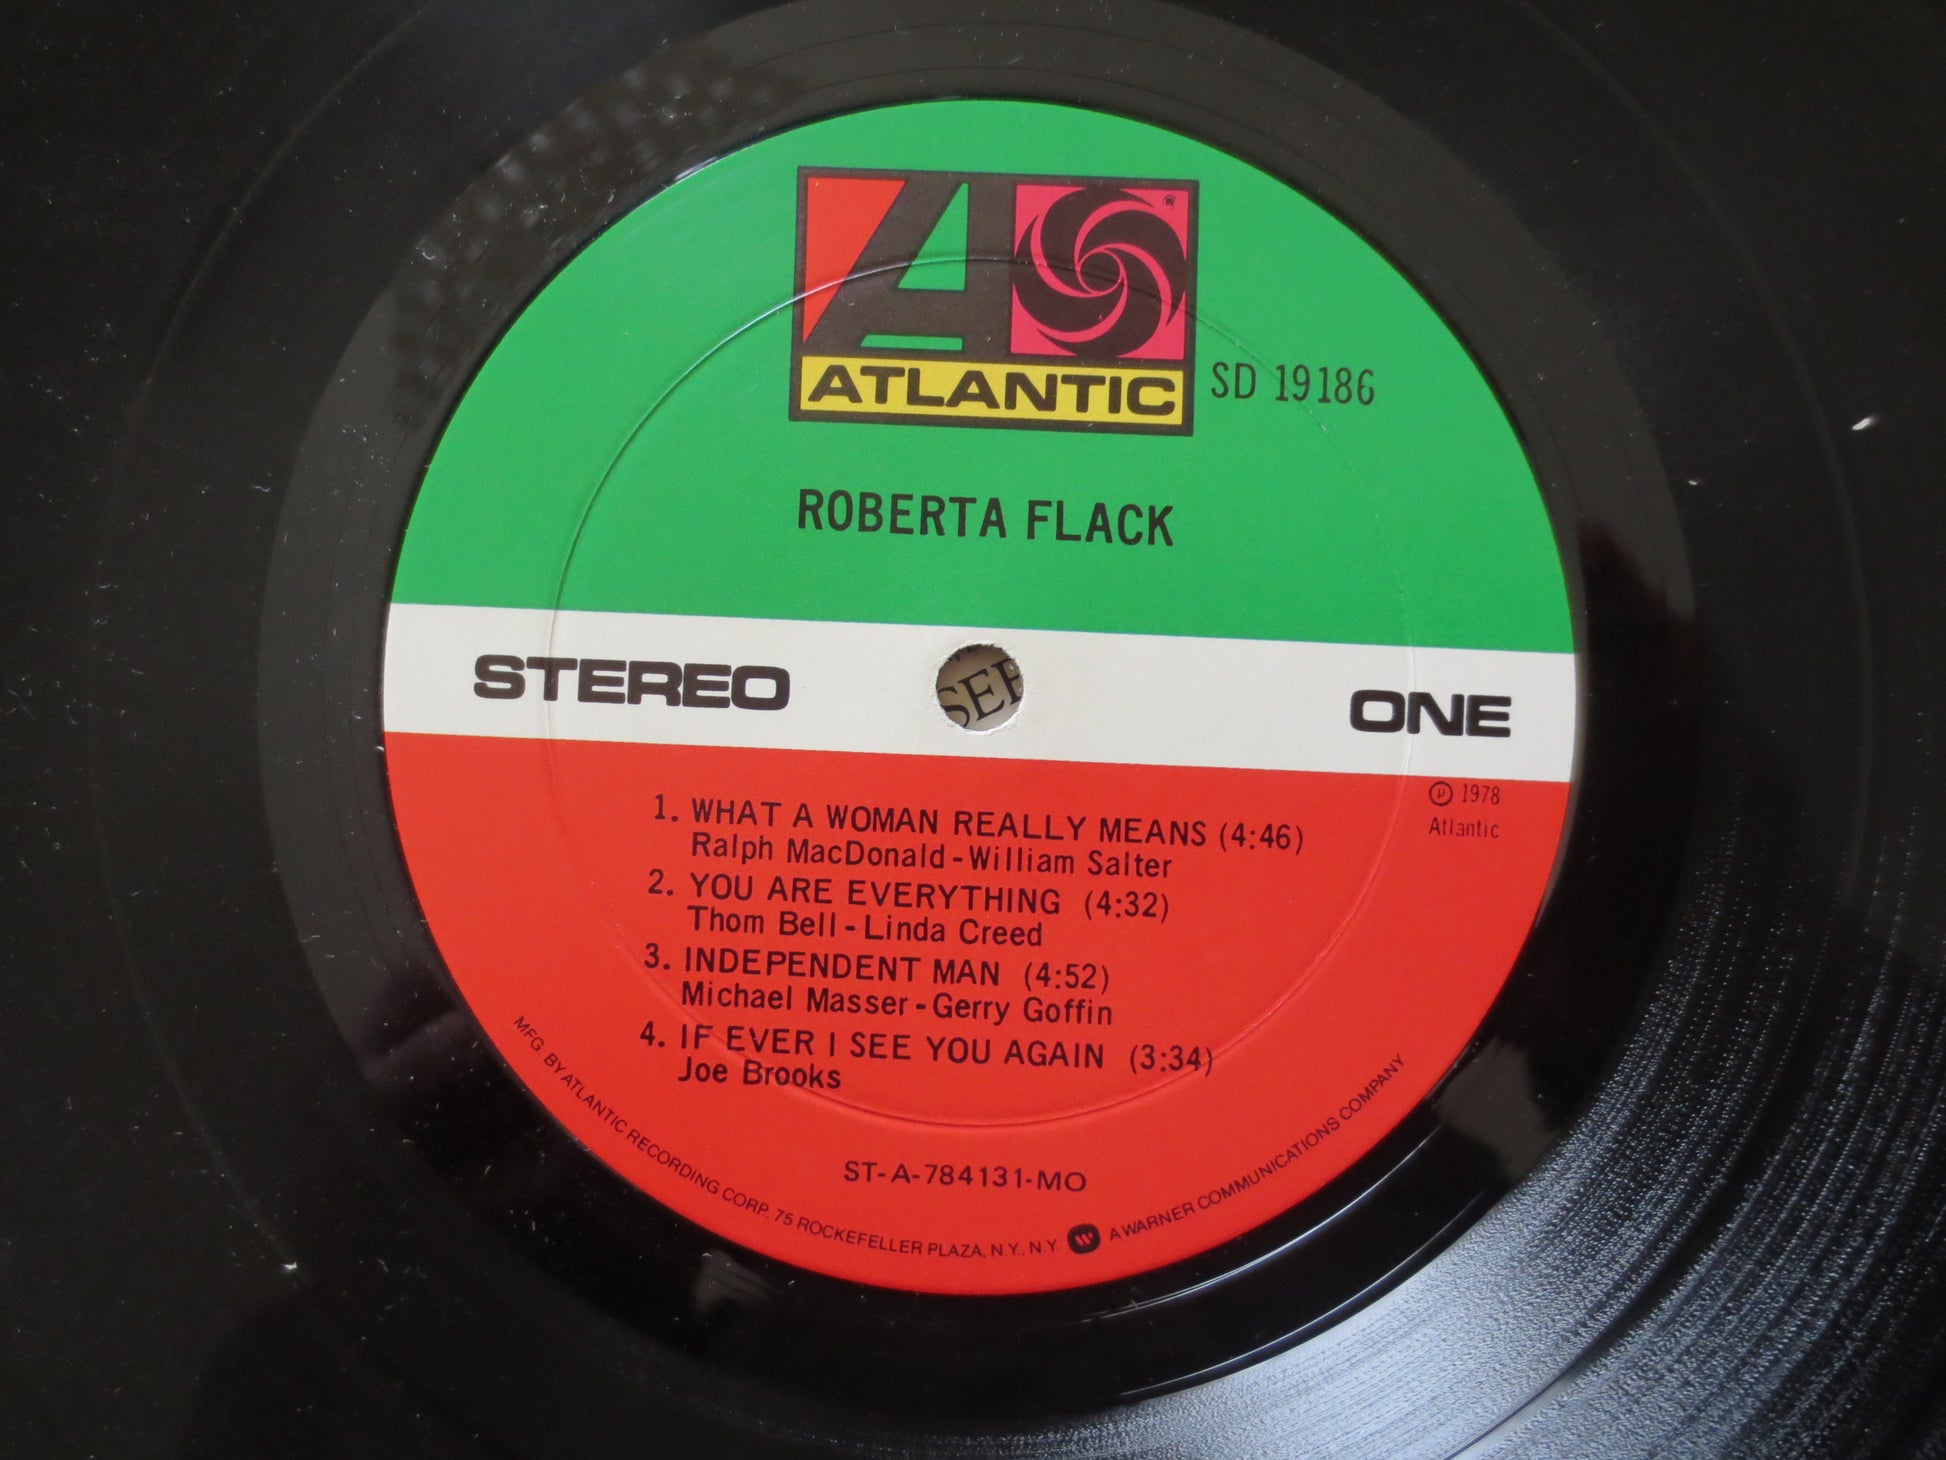 ATLANTIC
SD 19186
ROBERTA FLACK
STEREO
ONE
℗ 1978
Atlantic
1. WHAT A WOMAN REALLY MEANS (4:46)
Ralph MacDonald-William Salter
2. YOU ARE EVERYTHING (4:32)
Thom Bell-Linda Creed
3. INDEPENDENT MAN (4:52)
Michael Masser-Gerry Goffin
4. IF EVER I SEE YOU AGAIN (3:34)
Joe Brooks
ST-A-784131-MO
MFG. BY ATLANTIC RECORDING CORP., 75 ROCKEFELLER PLAZA, N.Y., N.Y. A WARNER COMMUNICATIONS COMPANY